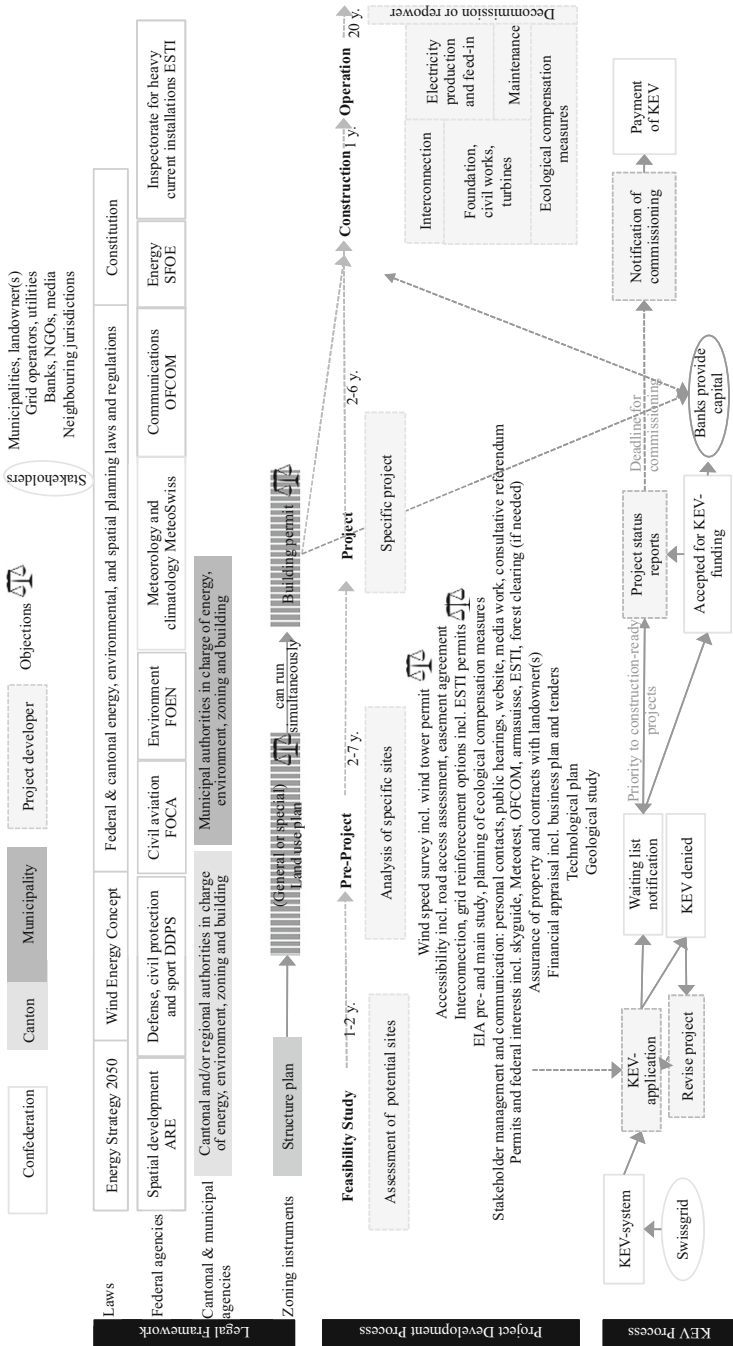 Confederation
Canton
Municipality
Project developer
Objections
Stakeholders
Municipalities, landowner(s)
Grid operators, utilities
Banks, NGOs, media
Neighbouring jurisdictions
Legal Framework
Laws
Energy Strategy 2050
Wind Energy Concept
Federal & cantonal energy, environmental, and spatial planning laws and regulations
Constitution
Federal agencies
Spatial development
ARE
Defense, civil protection
and sport DDPS
Civil aviation
FOCA
Environment
FOEN
Meteorology and
climatology MeteoSwiss
Communications
OFCOM
Energy
SFOE
Inspectorate for heavy
current installations ESTI
Cantonal & municipal
agencies
Cantonal and/or regional authorities in charge
of energy, environment, zoning and building
Municipal authorities in charge of energy,
environment, zoning and building
Zoning instruments
Structure plan
(General or special)
Land use plan
can run
simultaneously
Building permit
Project Development Process
Feasibility Study
1-2 y.
Pre-Project
2-7 y.
Project
2-6 y.
Construction
1 y.
Operation
20 y.
Assessment of potential sites
Analysis of specific sites
Specific project
Interconnection
Foundation,
civil works,
turbines
Electricity
production
and feed-in
Maintenance
Ecological compensation
measures
Decommission or repower
Wind speed survey incl. wind tower permit
Accessibility incl. road access assessment, easement agreement
Interconnection, grid reinforecement options incl. ESTI permits
EIA pre- and main study, planning of ecological compensation measures
Stakeholder management and communication: personal contacts, public hearings, website, media work, consultative referendum
Permits and federal interests incl. skyguide, Meteotest, OFCOM, armasuisse, ESTI, forest clearing (if needed)
Assurance of property and contracts with landowner(s)
Financial appraisal incl. business plan and tenders
Technological plan
Geological study
KEV Process
KEV-system
Swissgrid
KEV-
application
Revise project
Waiting list
notification
KEV denied
Priority to construction-ready
projects
Project status
reports
Accepted for KEV-
funding
Deadline for
commissioning
Banks provide
capital
Notification of
commissioning
Payment
of KEV